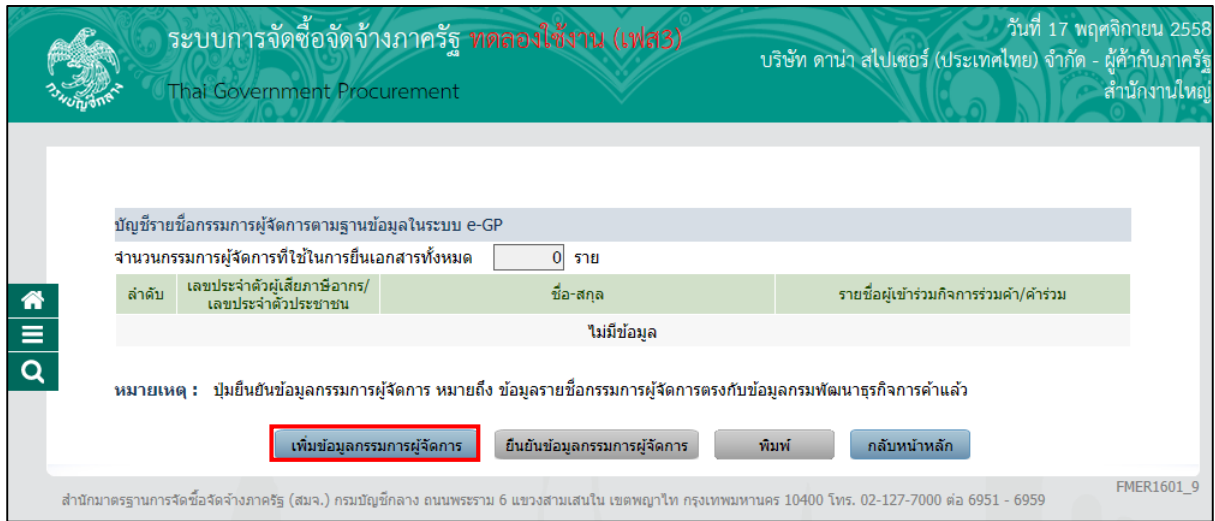 ระบบการจัดซื้อจัดจ้างภาครัฐ ทดลองใช้งาน (เฟส3)
Thai Government Procurement
กรมบัญชีกลาง
วันที่ 17 พฤศจิกายน 2558
บริษัท ดาน่า สไปเซอร์ (ประเทศไทย) จำกัด - ผู้ค้ากับภาครัฐ
สำนักงานใหญ่
บัญชีรายชื่อกรรมการผู้จัดการตามฐานข้อมูลในระบบ e-GP
จำนวนกรรมการผู้จัดการที่ใช้ในการยื่นเอกสารทั้งหมด 0 ราย
ลำดับ เลขประจำตัวผู้เสียภาษีอากร/ ชื่อ-สกุล รายชื่อผู้เข้าร่วมกิจการร่วมค้า/ค้าร่วม
เลขประจำตัวประชาชน
ไม่มีข้อมูล
หมายเหตุ : ปุ่มยืนยันข้อมูลกรรมการผู้จัดการ หมายถึง ข้อมูลรายชื่อกรรมการผู้จัดการตรงกับข้อมูลกรมพัฒนาธุรกิจการค้าแล้ว
เพิ่มข้อมูลกรรมการผู้จัดการ ยืนยันข้อมูลกรรมการผู้จัดการ พิมพ์ กลับหน้าหลัก
สำนักมาตรฐานการจัดซื้อจัดจ้างภาครัฐ (สมจ.) กรมบัญชีกลาง ถนนพระราม 6 แขวงสามเสนใน เขตพญาไท กรุงเทพมหานคร 10400 โทร. 02-127-7000 ต่อ 6951 - 6959
FMER1601_9